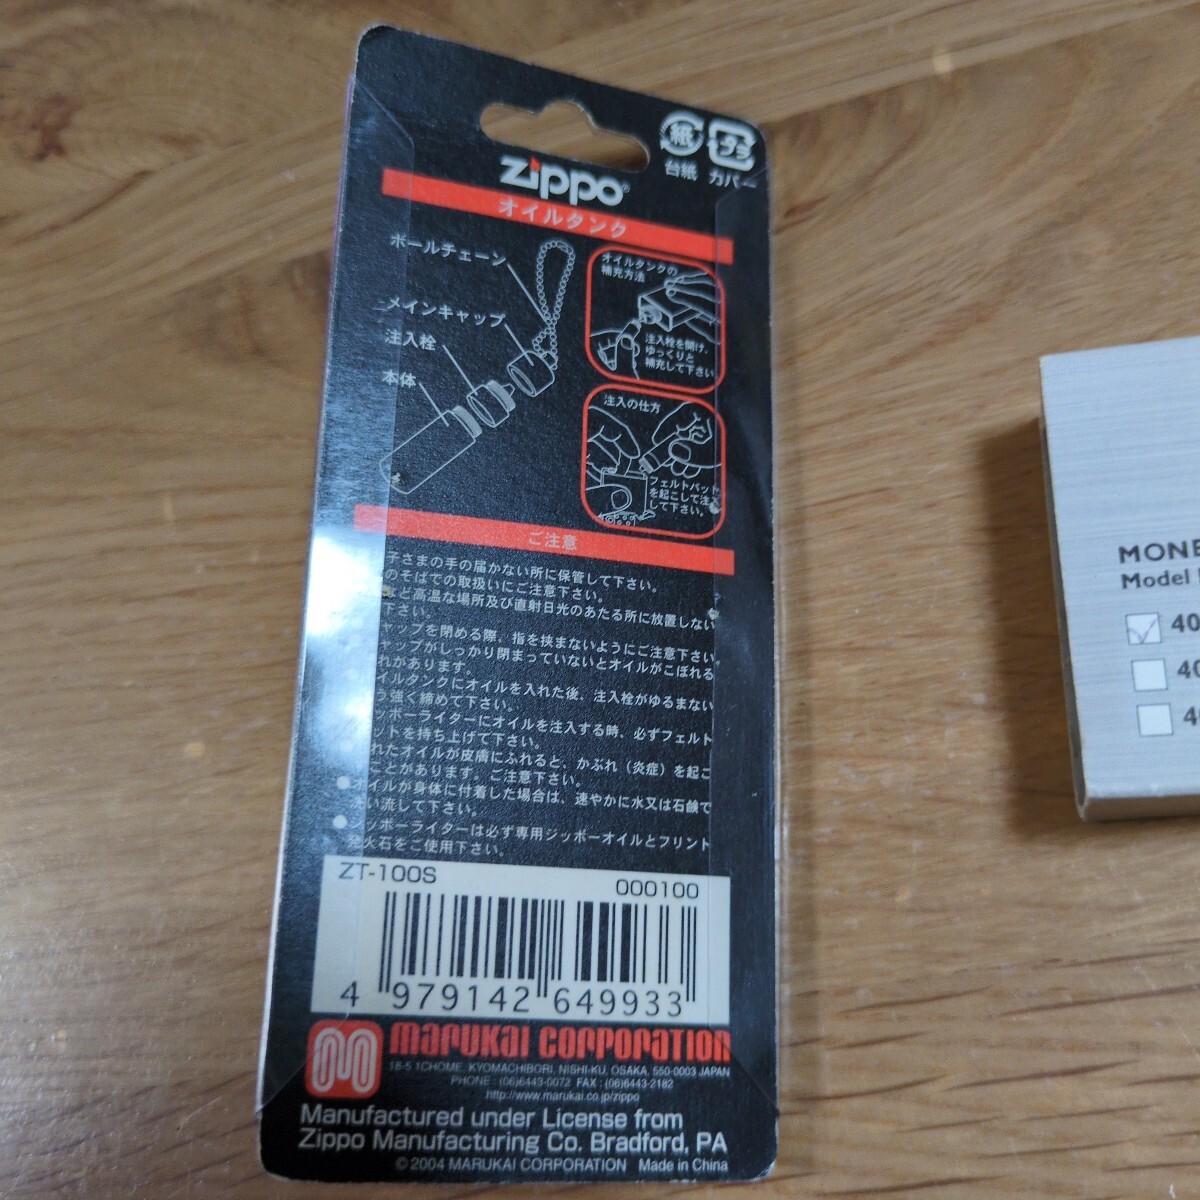 紙 プラ
台紙 カバー
zippo®
オイルタンク
ボールチェーン
メインキャップ
注入栓
本体
オイルタンクの
補充方法
注入栓を開け、
ゆっくりと
補充して下さい
注入の仕方
フェルトパット
を起こして注入
して下さい。
ご注意
子さまの手の届かない所に保管して下さい。
のそばでの取扱いにご注意下さい。
など高温な場所及び直射日光のあたる所に放置しない
下さい。
ャップを閉める際、指を挟まないようにご注意下さい。
ャップがしっかり閉まっていないとオイルがこぼれる
れがあります。
イルタンクにオイルを入れた後、注入栓がゆるまない
う強く締めて下さい。
ッポーライターにオイルを注入する時、必ずフェルト
ットを持ち上げて下さい。
れたオイルが皮膚にふれると、かぶれ（炎症）を起こ
ことがあります。ご注意下さい。
●オイルが身体に付着した場合は、速やかに水又は石鹸で
洗い流して下さい。
●ジッポーライターは必ず専用ジッポーオイルとフリント
発火石をご使用下さい。
ZT-100S 000100
4 979142 649933
marukai corporation
18-5 1CHOME, KYOMACHIBORI, NISHI-KU, OSAKA, 550-0003 JAPAN
PHONE : (06)6443-0072 FAX : (06)6443-2182
http://www.marukai.co.jp/zippo
Manufactured under License from
Zippo Manufacturing Co. Bradford, PA
© 2004 MARUKAI CORPORATION Made in China
MONE
Model
40
40
4